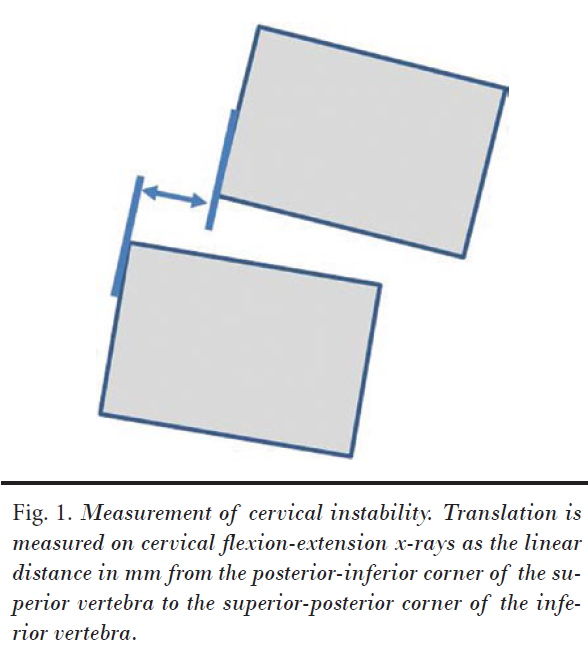 Fig. 1. Measurement of cervical instability. Translation is
measured on cervical flexion-extension x-rays as the linear
distance in mm from the posterior-inferior corner of the su-
perior vertebra to the superior-posterior corner of the infe-
rior vertebra.